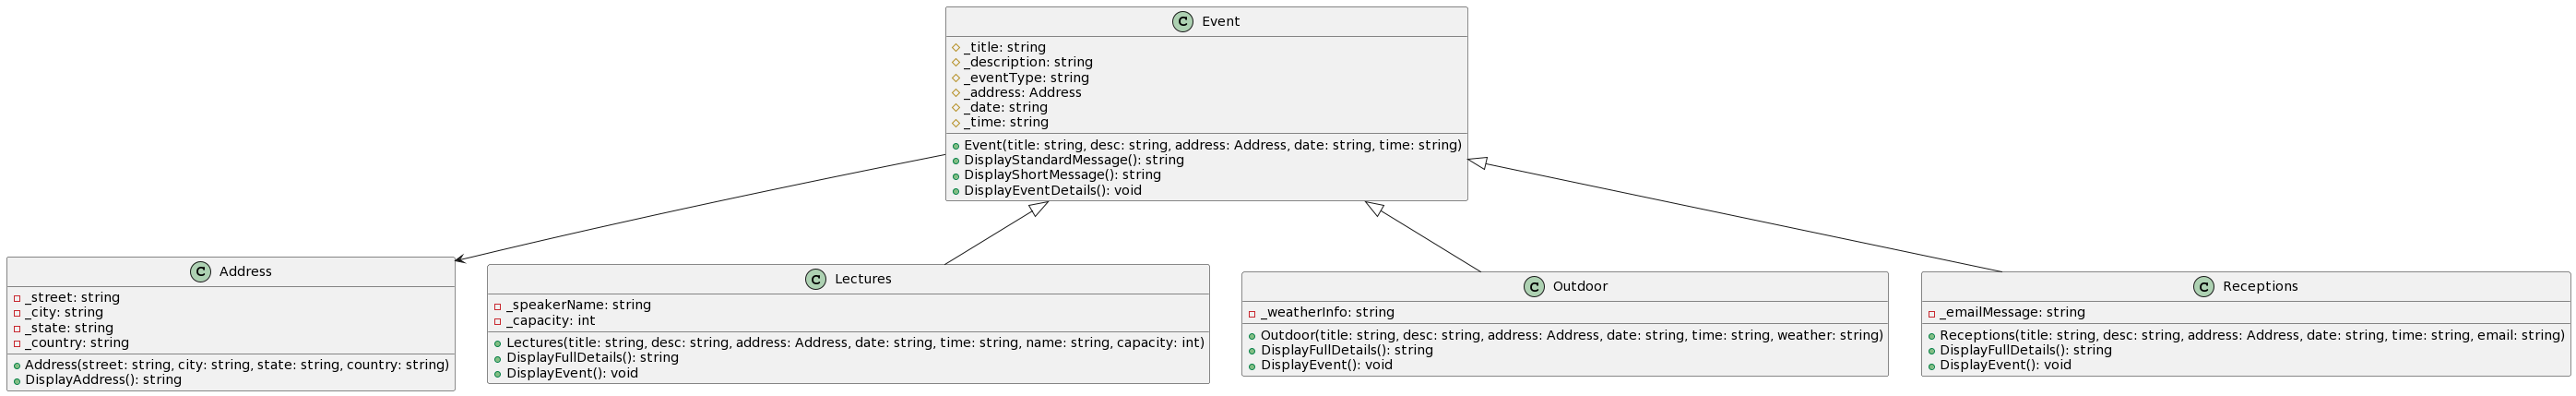 C Event
_title: string
_description: string
_eventType: string
_address: Address
_date: string
_time: string
Event(title: string, desc: string, address: Address, date: string, time: string)
DisplayStandardMessage(): string
DisplayShortMessage(): string
DisplayEventDetails(): void
C Address
_street: string
_city: string
_state: string
_country: string
Address(street: string, city: string, state: string, country: string)
DisplayAddress(): string
C Lectures
_speakerName: string
_capacity: int
Lectures(title: string, desc: string, address: Address, date: string, time: string, name: string, capacity: int)
DisplayFullDetails(): string
DisplayEvent(): void
C Outdoor
_weatherInfo: string
Outdoor(title: string, desc: string, address: Address, date: string, time: string, weather: string)
DisplayFullDetails(): string
DisplayEvent(): void
C Receptions
_emailMessage: string
Receptions(title: string, desc: string, address: Address, date: string, time: string, email: string)
DisplayFullDetails(): string
DisplayEvent(): void